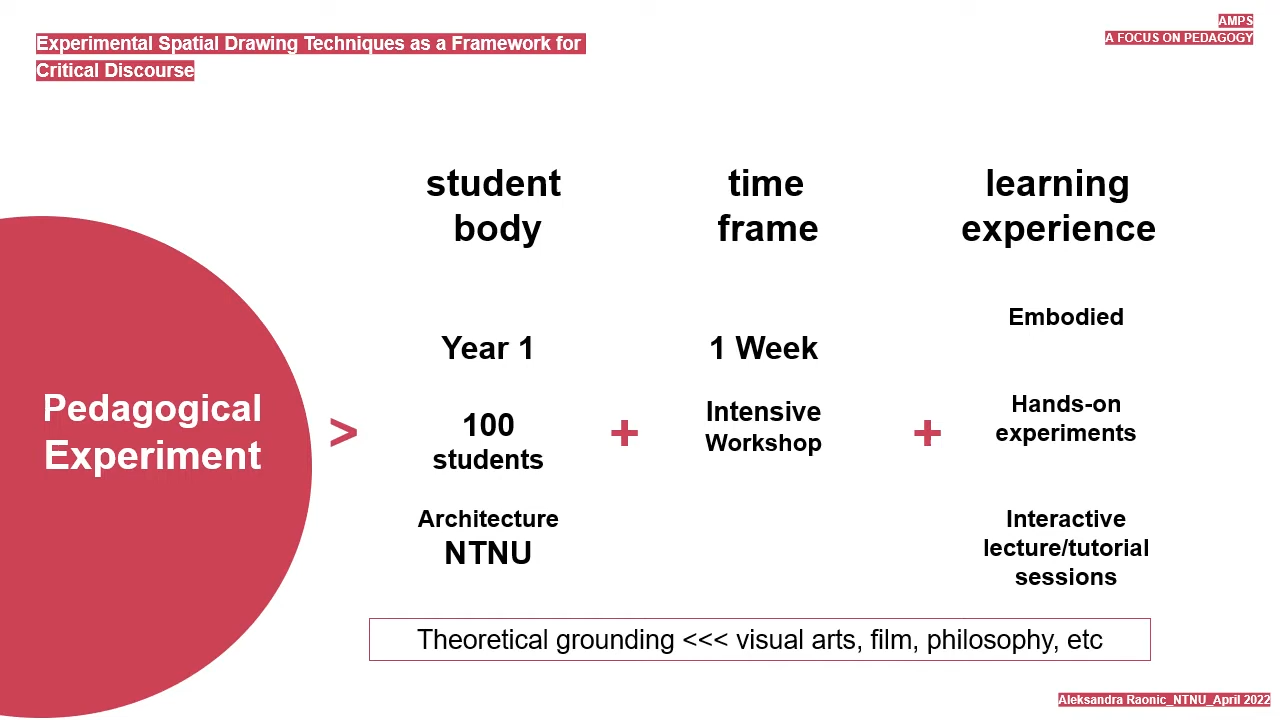 Experimental Spatial Drawing Techniques as a Framework for
Critical Discourse
AMPS
A FOCUS ON PEDAGOGY
Pedagogical
Experiment
>
student
body
Year 1
100
students
Architecture
NTNU
+
time
frame
1 Week
Intensive
Workshop
+
learning
experience
Embodied
Hands-on
experiments
Interactive
lecture/tutorial
sessions
Theoretical grounding <<< visual arts, film, philosophy, etc
Aleksandra Raonic_NTNU_April 2022